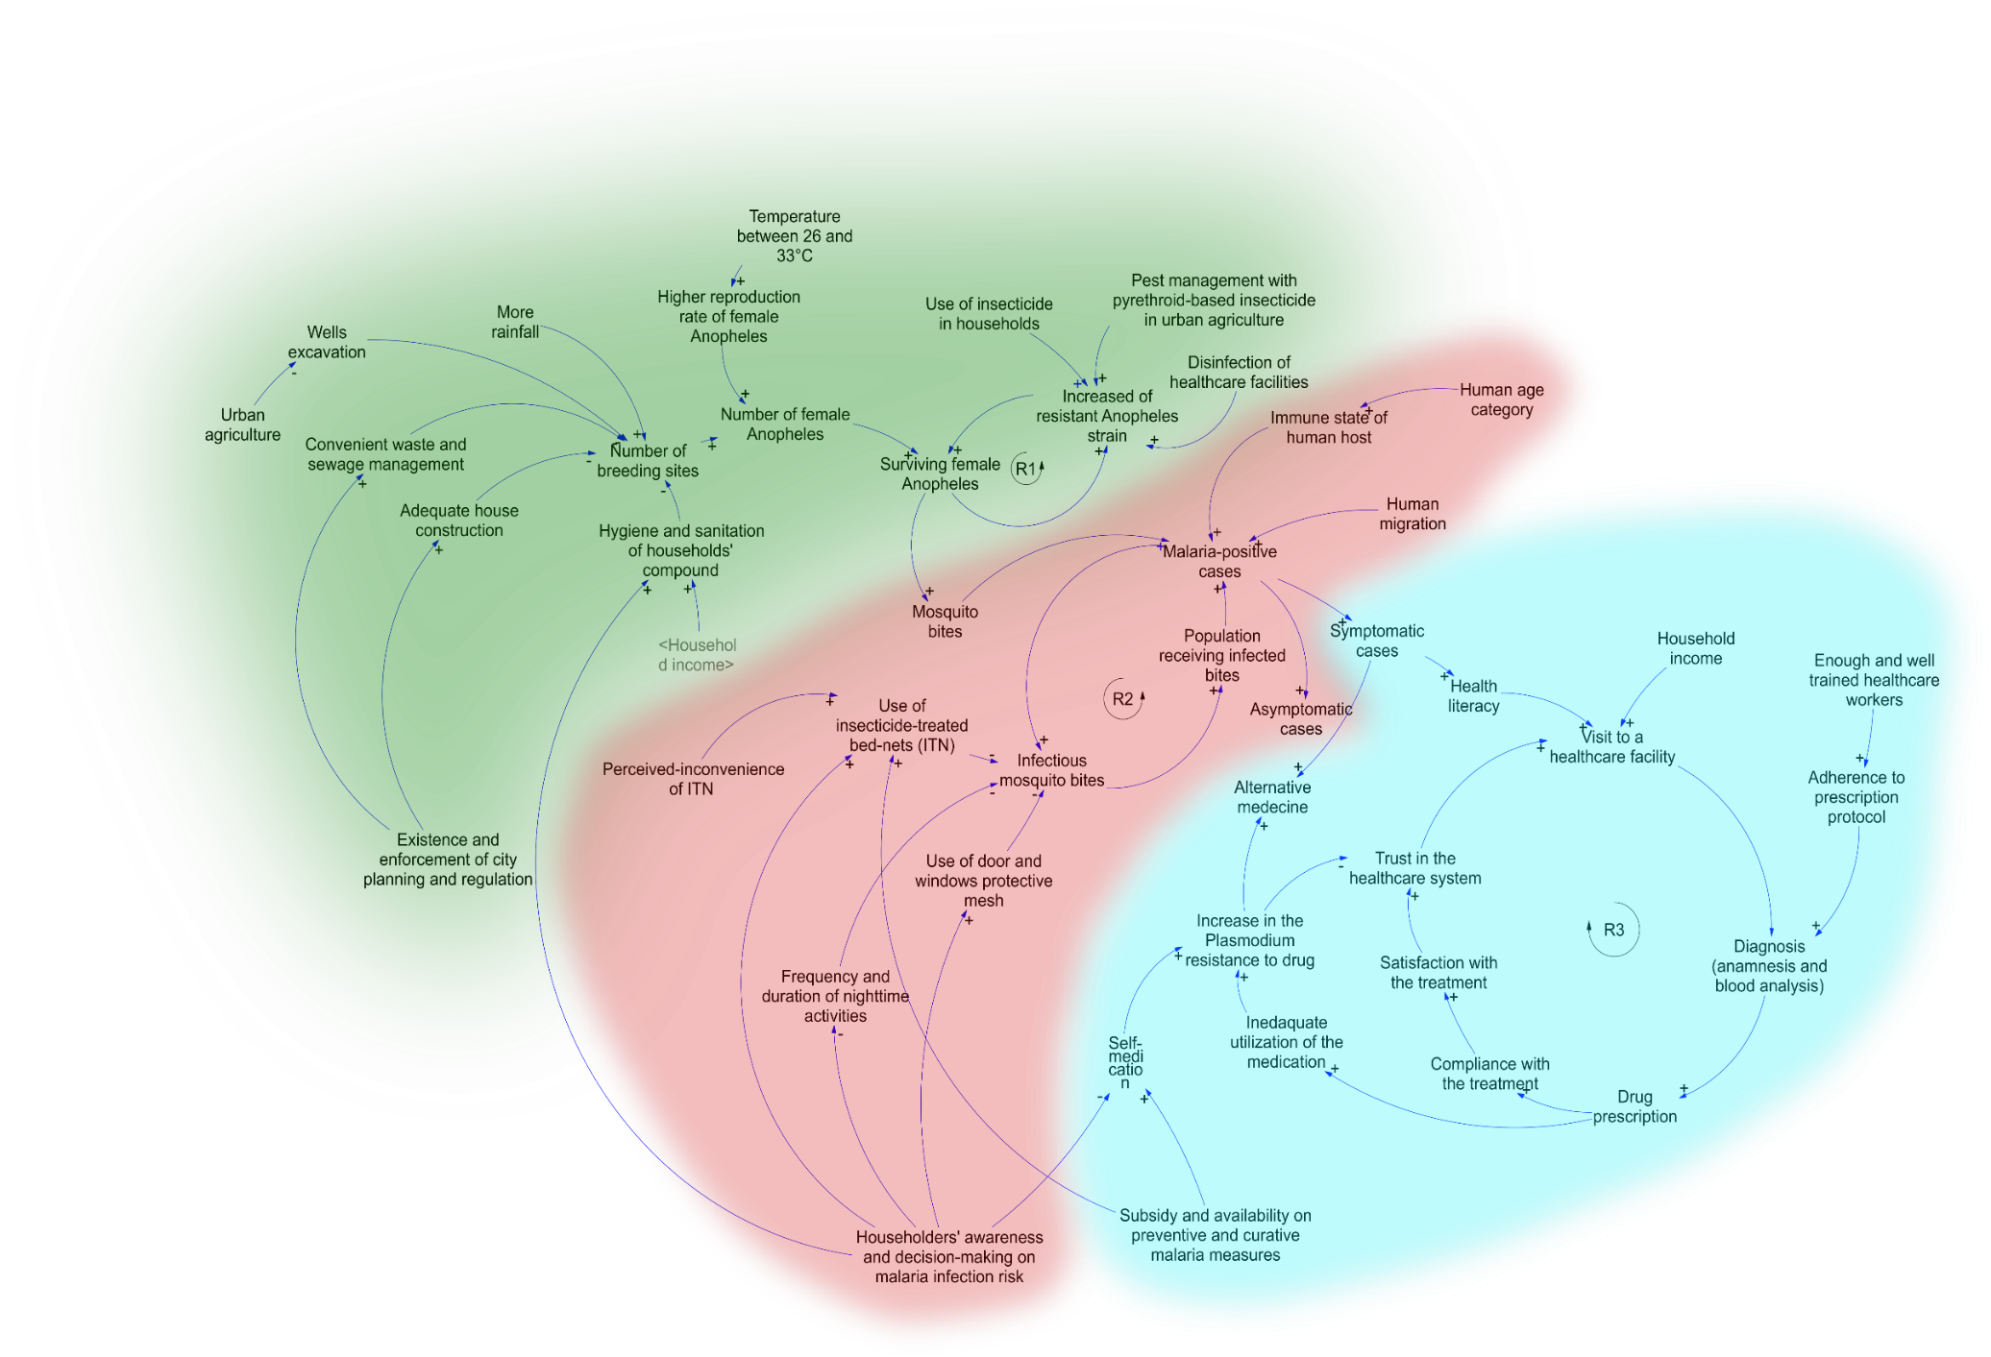 Temperature
between 26 and
33°C
Higher reproduction
rate of female
Anopheles
Use of insecticide
in households
Pest management with
pyrethroid-based insecticide
in urban agriculture
More
rainfall
Wells
excavation
Urban
agriculture
Disinfection of
healthcare facilities
Increased of
resistant Anopheles
strain
Human age
category
Immune state of
human host
Number of female
Anopheles
Convenient waste and
sewage management
Number of
breeding sites
Surviving female
Anopheles
R1
Adequate house
construction
Hygiene and sanitation
of households'
compound
Human
migration
Malaria-positive
cases
Mosquito
bites
<Househol
d income>
Population
receiving infected
bites
Symptomatic
cases
Household
income
Enough and well
trained healthcare
workers
Health
literacy
R2
Asymptomatic
cases
Use of
insecticide-treated
bed-nets (ITN)
Visit to a
healthcare facility
Perceived-inconvenience
of ITN
Infectious
mosquito bites
Alternative
medecine
Adherence to
prescription
protocol
Existence and
enforcement of city
planning and regulation
Use of door and
windows protective
mesh
Trust in the
healthcare system
Increase in the
Plasmodium
resistance to drug
R3
Diagnosis
(anamnesis and
blood analysis)
Satisfaction with
the treatment
Frequency and
duration of nighttime
activities
Inedaquate
utilization of the
medication
Self-
medi
catio
n
Compliance with
the treatment
Drug
prescription
Subsidy and availability on
preventive and curative
malaria measures
Householders' awareness
and decision-making on
malaria infection risk